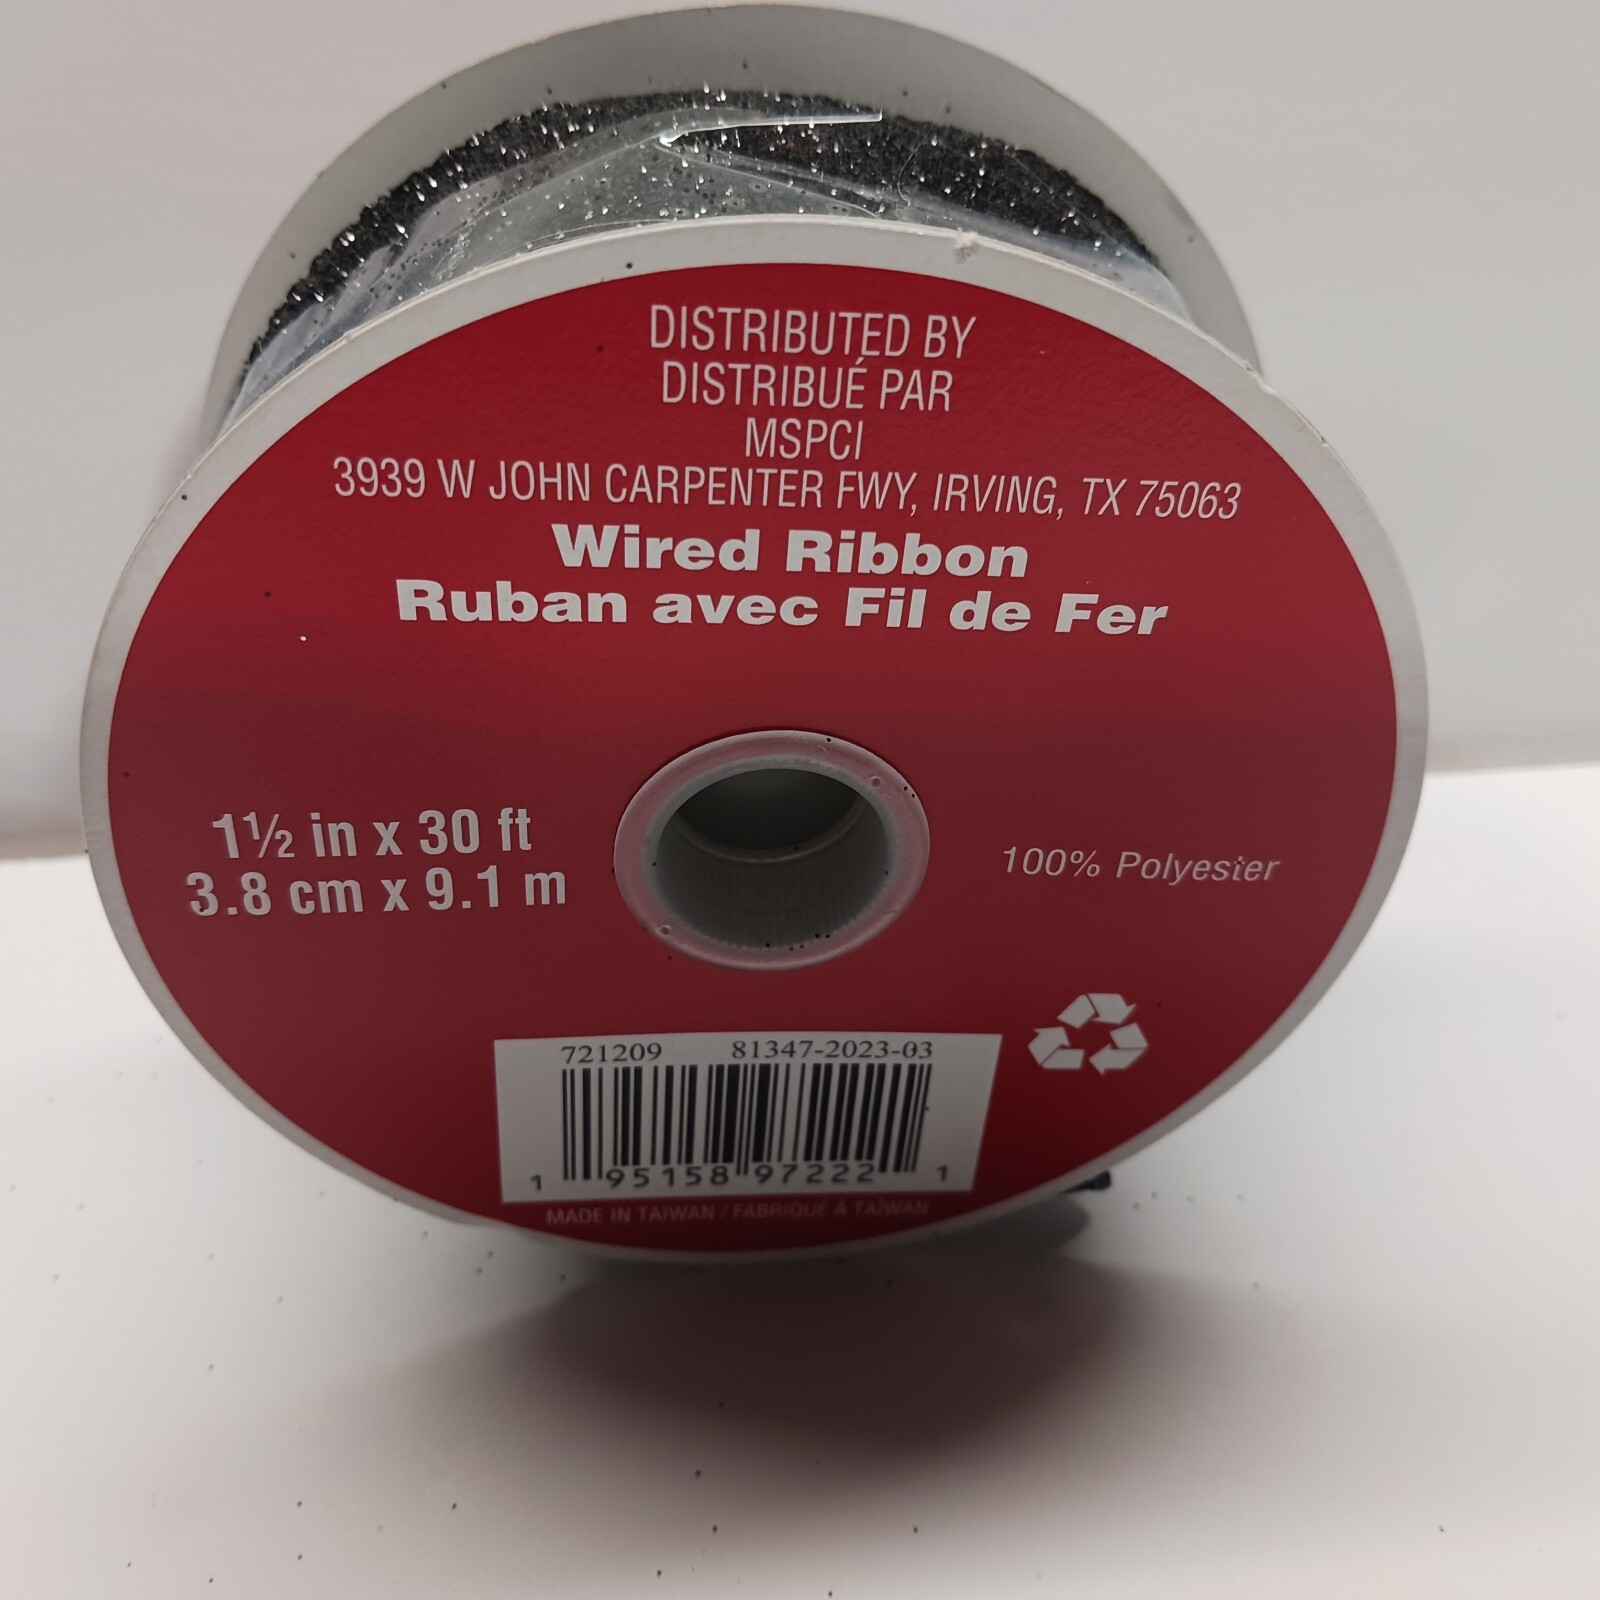 DISTRIBUTED BY
DISTRIBUÉ PAR
MSPCI
3939 W JOHN CARPENTER FWY, IRVING, TX 75063
Wired Ribbon
Ruban avec Fil de Fer
1½ in x 30 ft
3.8 cm x 9.1 m
100% Polyester
721209 81347-2023-03
1 95158 97222 1
MADE IN TAIWAN / FABRIQUÉ À TAÏWAN